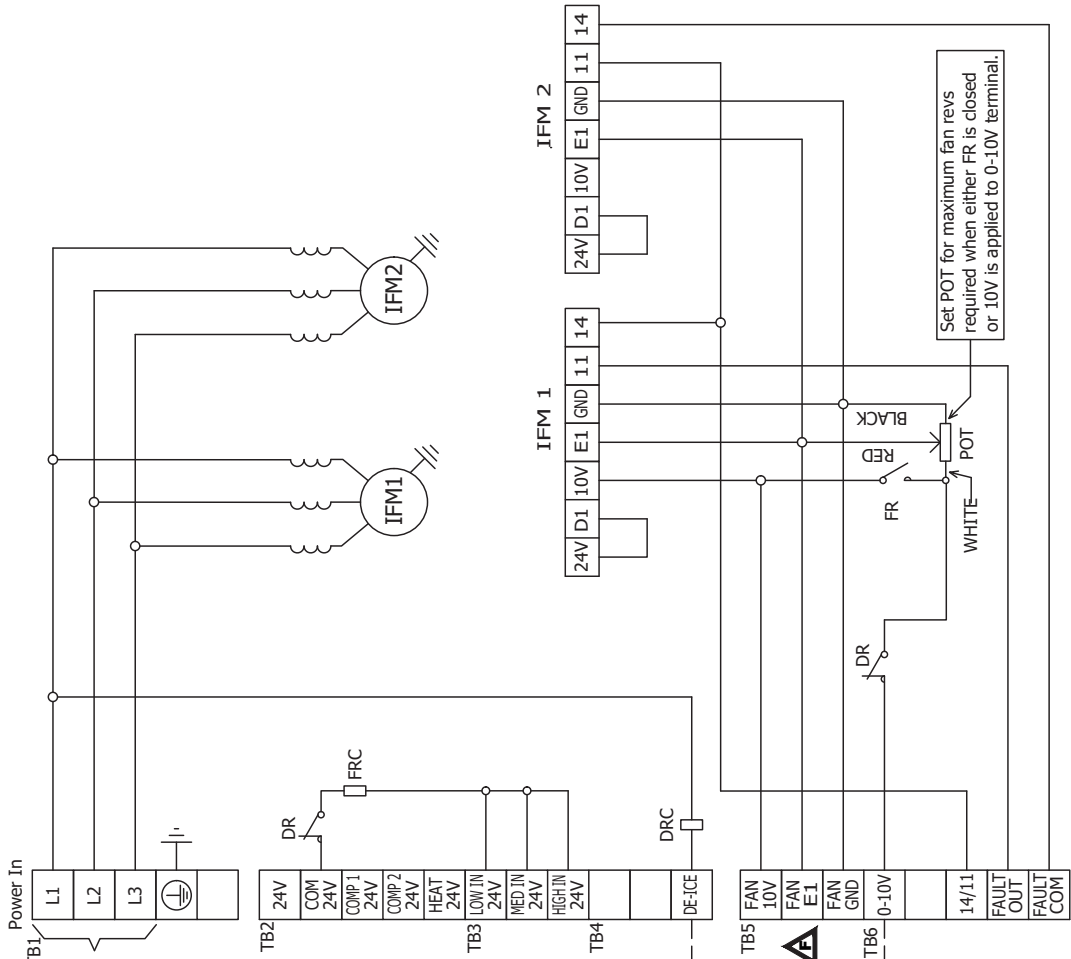 Power In
TB1
L1
L2
L3
TB2
24V
COM
24V
COMP 1
24V
COMP 2
24V
HEAT
24V
TB3
LOW IN
24V
MED IN
24V
HIGH IN
24V
TB4
DE-ICE
TB5
FAN
10V
FAN
E1
FAN
GND
F
TB6
0-10V
14/11
FAULT
OUT
FAULT
COM
DR
FRC
DRC
IFM1
IFM2
IFM 1
24V D1 10V E1 GND 11 14
IFM 2
24V D1 10V E1 GND 11 14
DR
FR
RED
BLACK
WHITE
POT
Set POT for maximum fan revs
required when either FR is closed
or 10V is applied to 0-10V terminal.